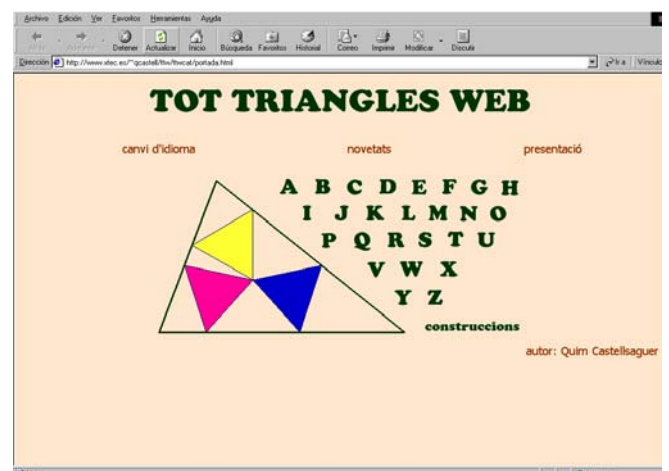 Archivo Edición Ver Favoritos Herramientas Ayuda
Detener Actualizar Inicio Búsqueda Favoritos Historial Correo Imprimir Modificar Discutir
Dirección http://www.xtec.es/~qcastell/ttw/ttwcat/portada.html Ir a Vínculos
TOT TRIANGLES WEB
canvi d'idioma novetats presentació
A B C D E F G H
I J K L M N O
P Q R S T U
V W X
Y Z
construccions
autor: Quim Castellsaguer